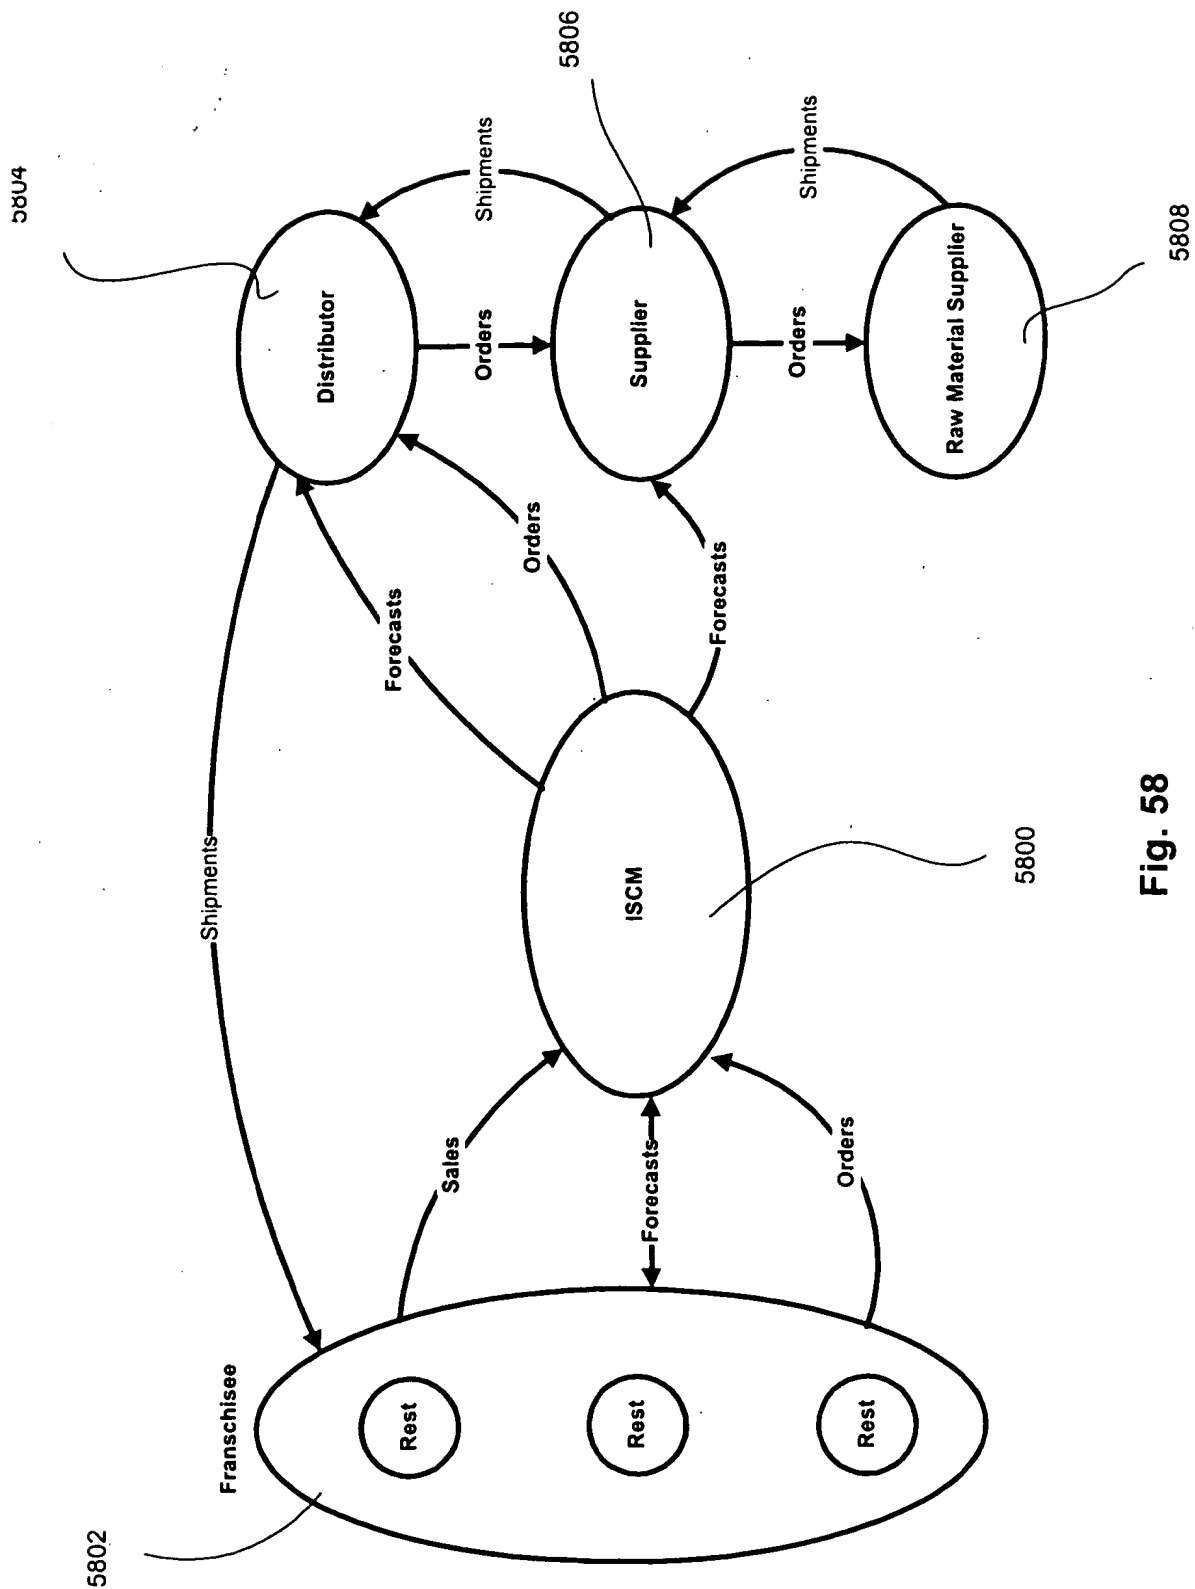 5804
5806
Shipments
Shipments
Distributor
Orders
Supplier
Orders
Raw Material Supplier
5808
Forecasts
Orders
Forecasts
Shipments
ISCM
5800
Sales
Forecasts
Orders
Franschisee
Rest
Rest
Rest
5802
Fig. 58